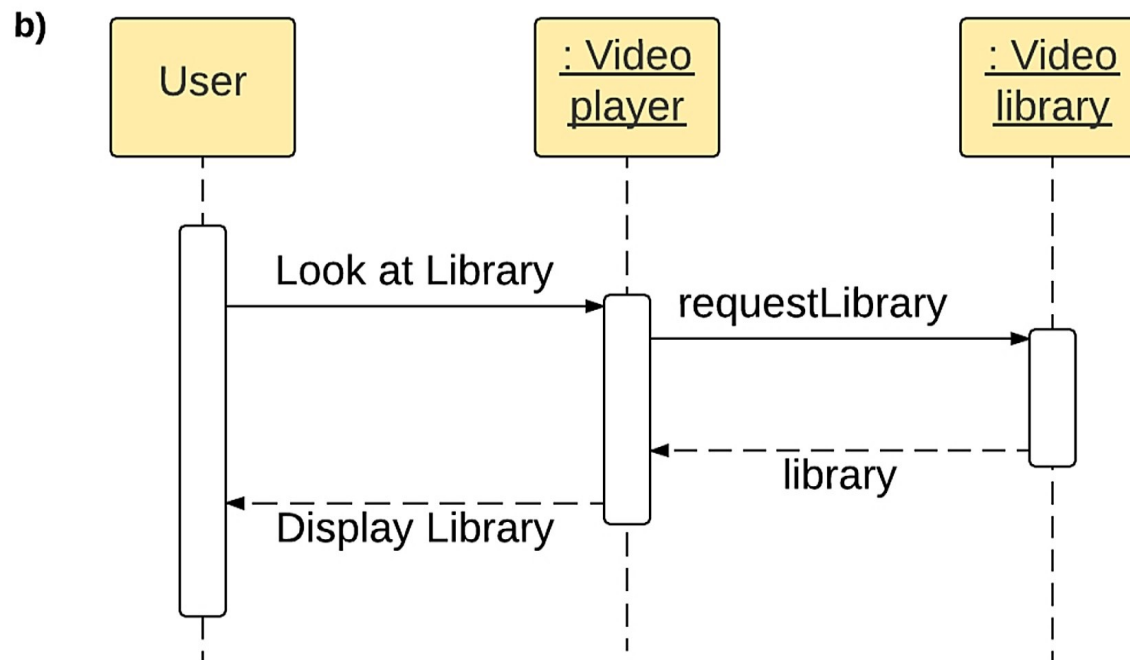 b)
User
: Video
player
: Video
library
Look at Library
requestLibrary
library
Display Library